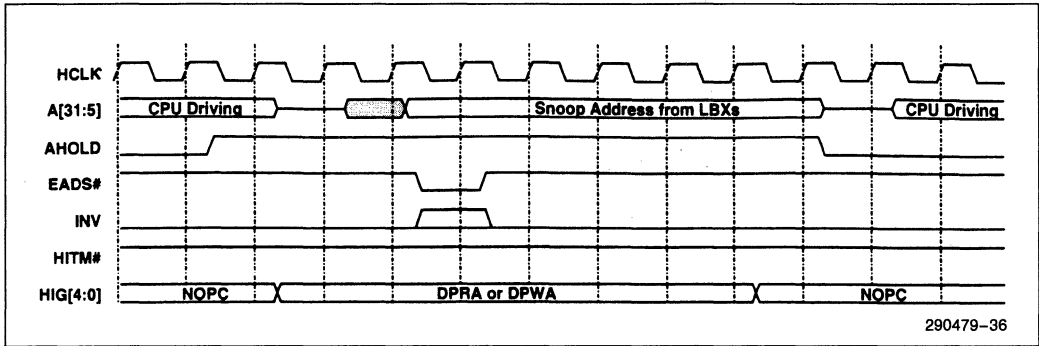 HCLK
A[31:5] CPU Driving Snoop Address from LBXs CPU Driving
AHOLD
EADS#
INV
HITM#
HIG[4:0] NOPC DPRA or DPWA NOPC
290479-36